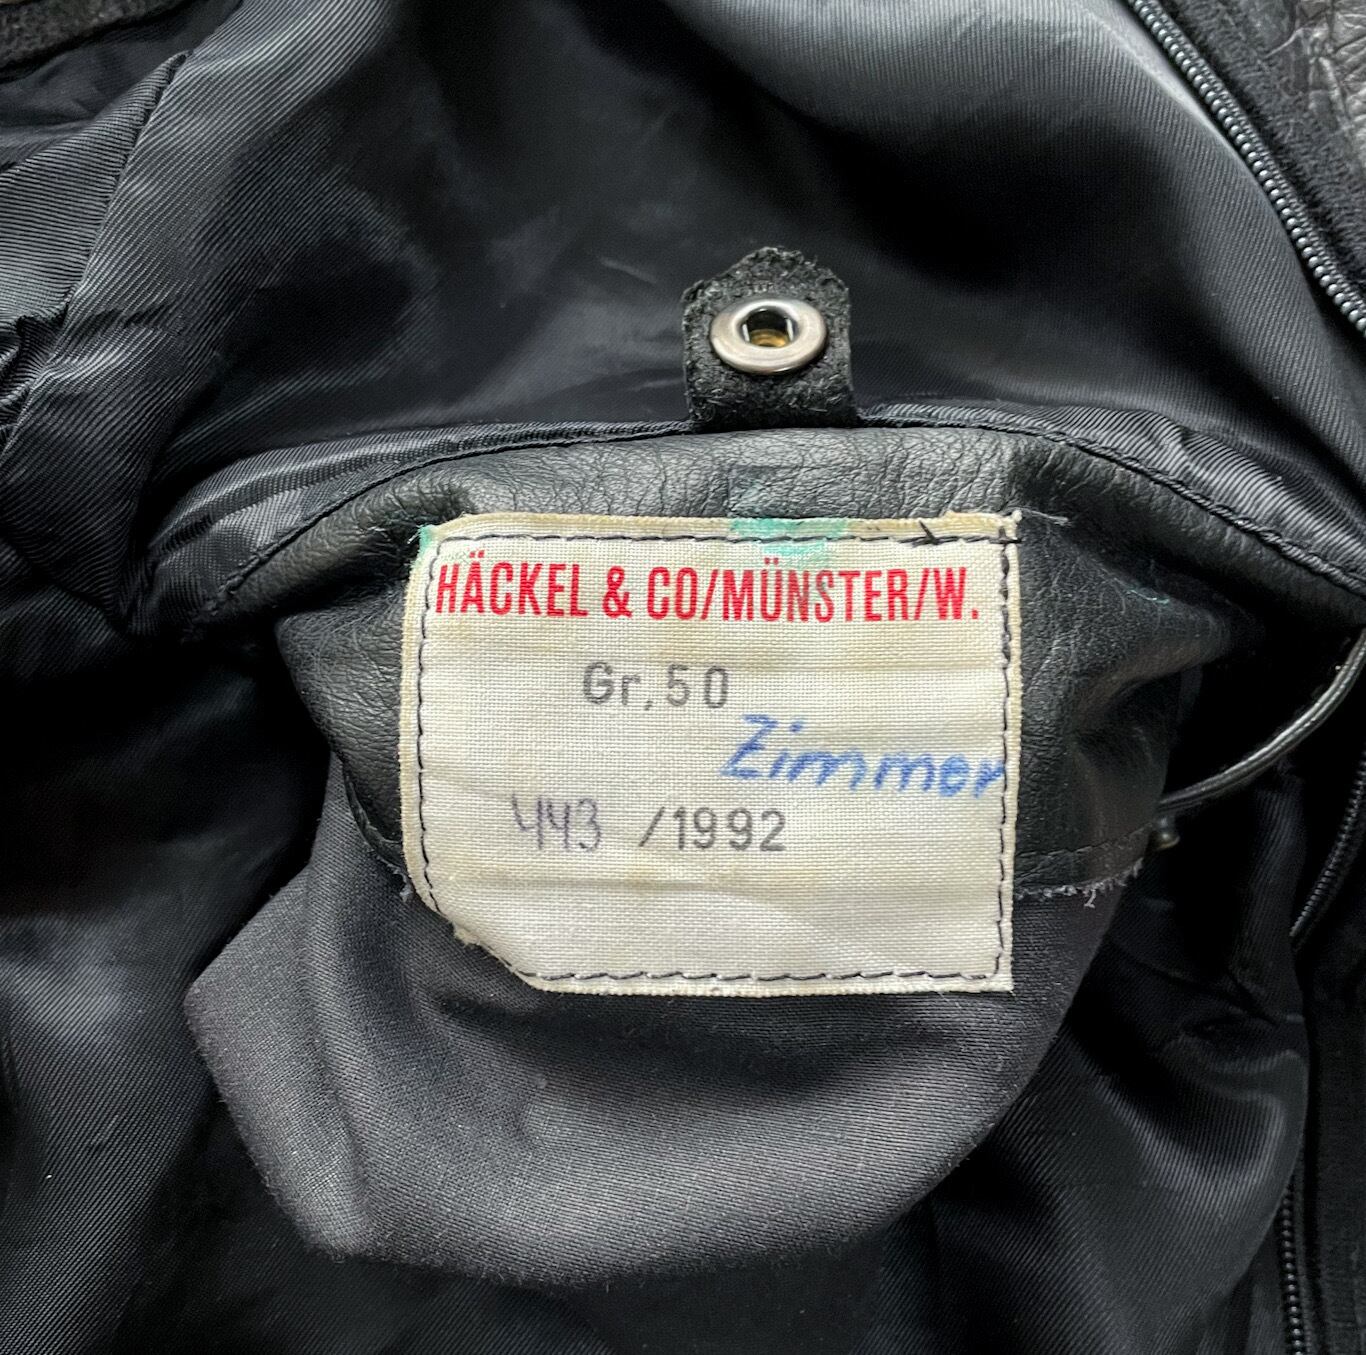 HÄCKEL & CO/MÜNSTER/W.
Gr. 50
Zimmer
443 /1992